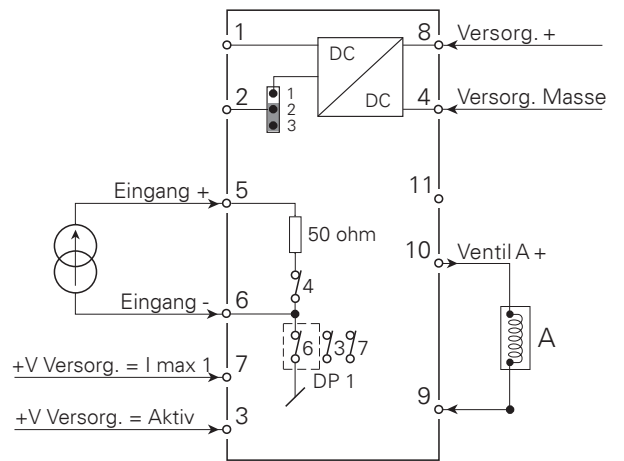 1
DC
DC
8
Versorg. +
2
1
2
3
4
Versorg. Masse
Eingang +
5
11
50 ohm
10
Ventil A +
4
Eingang -
6
6
3
7
DP 1
A
+V Versorg. = I max 1
7
9
+V Versorg. = Aktiv
3